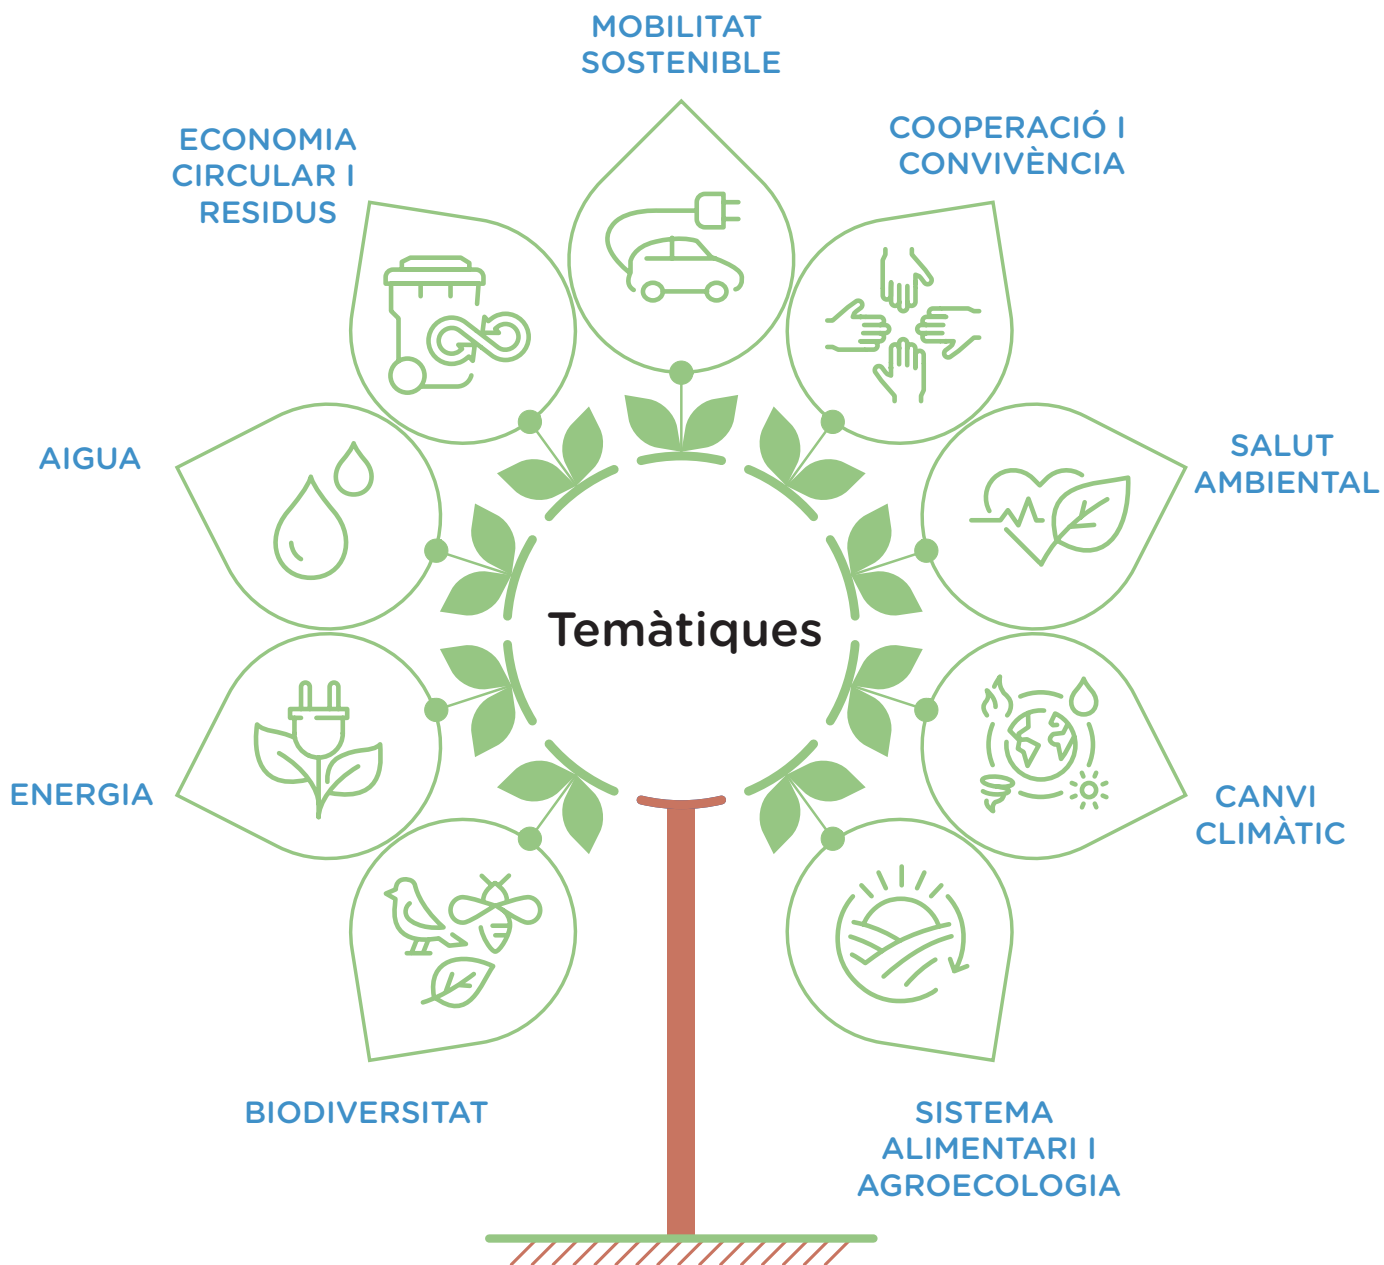 MOBILITAT
SOSTENIBLE
ECONOMIA
CIRCULAR I
RESIDUS
COOPERACIÓ I
CONVIVÈNCIA
AIGUA
SALUT
AMBIENTAL
Temàtiques
ENERGIA
CANVI
CLIMÀTIC
BIODIVERSITAT
SISTEMA
ALIMENTARI I
AGROECOLOGIA